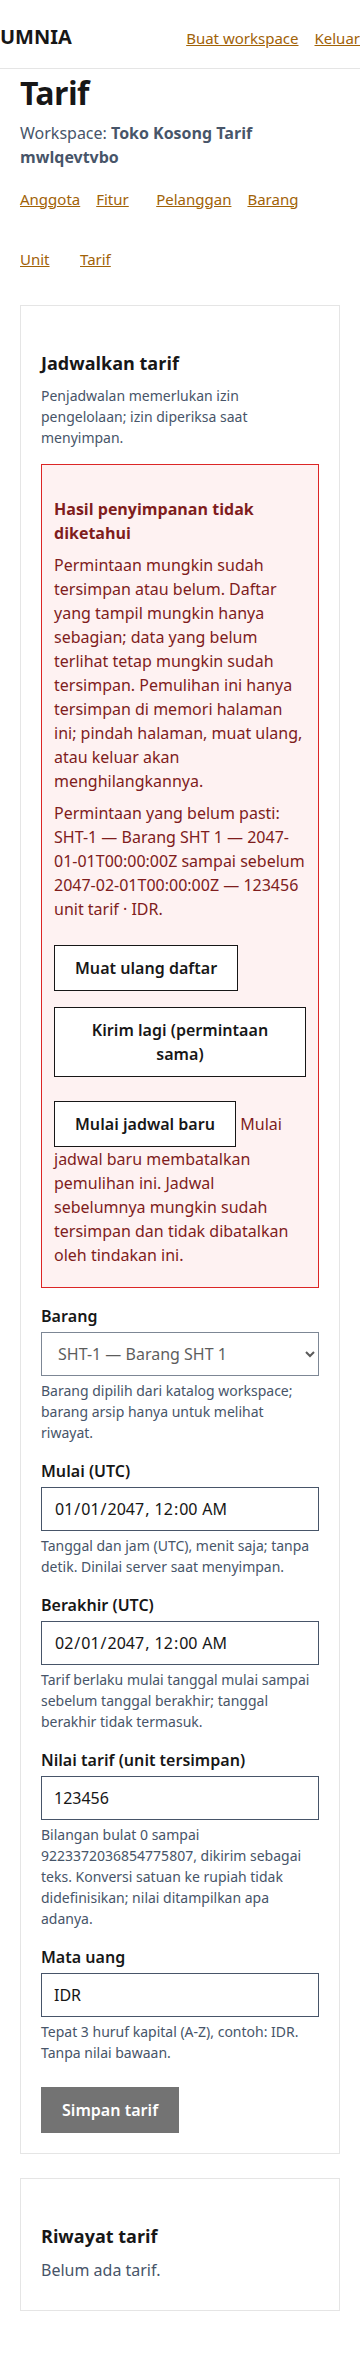 UMNIA
Buat workspace Keluar
Tarif
Workspace: Toko Kosong Tarif
mwlqevtvbo
Anggota Fitur Pelanggan Barang
Unit Tarif
Jadwalkan tarif
Penjadwalan memerlukan izin
pengelolaan; izin diperiksa saat
menyimpan.
Hasil penyimpanan tidak
diketahui
Permintaan mungkin sudah
tersimpan atau belum. Daftar
yang tampil mungkin hanya
sebagian; data yang belum
terlihat tetap mungkin sudah
tersimpan. Pemulihan ini hanya
tersimpan di memori halaman
ini; pindah halaman, muat ulang,
atau keluar akan
menghilangkannya.
Permintaan yang belum pasti:
SHT-1 — Barang SHT 1 — 2047-
01-01T00:00:00Z sampai sebelum
2047-02-01T00:00:00Z — 123456
unit tarif · IDR.
Muat ulang daftar
Kirim lagi (permintaan
sama)
Mulai jadwal baru Mulai
jadwal baru membatalkan
pemulihan ini. Jadwal
sebelumnya mungkin sudah
tersimpan dan tidak dibatalkan
oleh tindakan ini.
Barang
SHT-1 — Barang SHT 1
Barang dipilih dari katalog workspace;
barang arsip hanya untuk melihat
riwayat.
Mulai (UTC)
01/01/2047, 12:00 AM
Tanggal dan jam (UTC), menit saja; tanpa
detik. Dinilai server saat menyimpan.
Berakhir (UTC)
02/01/2047, 12:00 AM
Tarif berlaku mulai tanggal mulai sampai
sebelum tanggal berakhir; tanggal
berakhir tidak termasuk.
Nilai tarif (unit tersimpan)
123456
Bilangan bulat 0 sampai
9223372036854775807, dikirim sebagai
teks. Konversi satuan ke rupiah tidak
didefinisikan; nilai ditampilkan apa
adanya.
Mata uang
IDR
Tepat 3 huruf kapital (A-Z), contoh: IDR.
Tanpa nilai bawaan.
Simpan tarif
Riwayat tarif
Belum ada tarif.